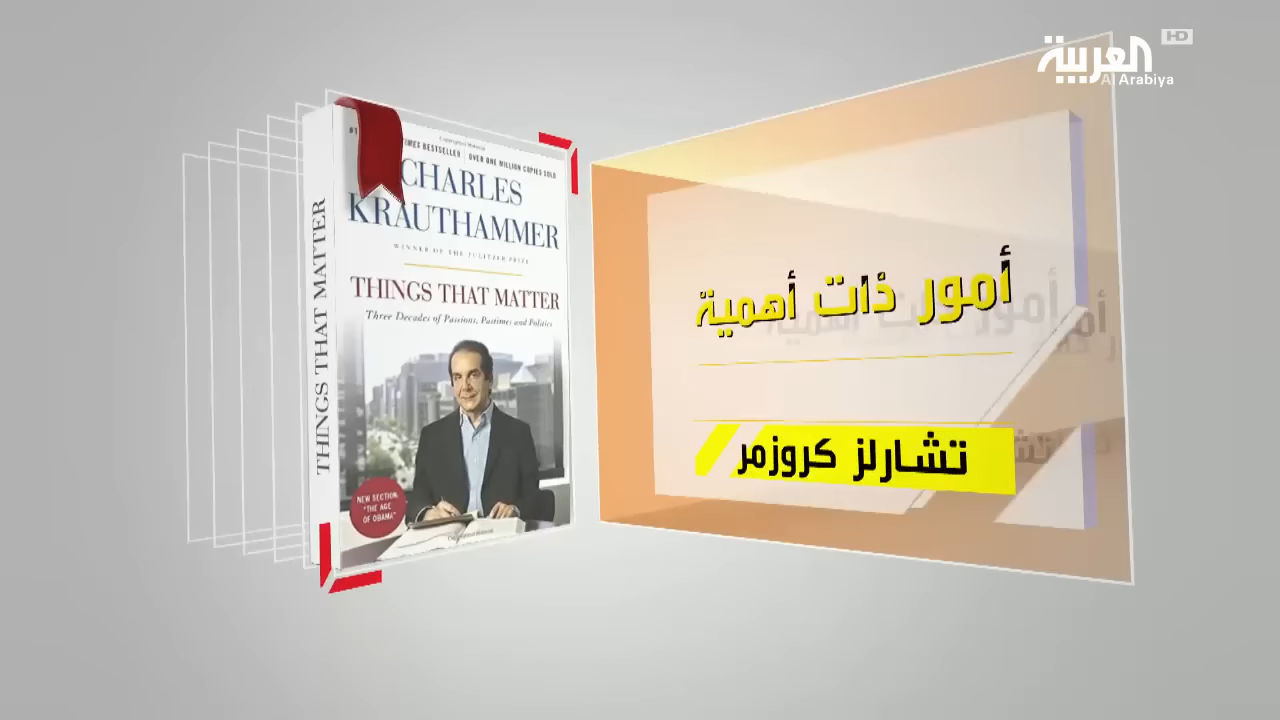 العربية HD
Al Arabiya
THINGS THAT MATTER
#1
TIMES BESTSELLER | OVER ONE MILLION COPIES SOLD
CHARLES
KRAUTHAMMER
WINNER OF THE PULITZER PRIZE
THINGS THAT MATTER
Three Decades of Passions, Pastimes and Politics
NEW SECTION:
"THE AGE
OF OBAMA"
Copyrighted Material
أمور ذات أهمية
تشارلز كروزمر